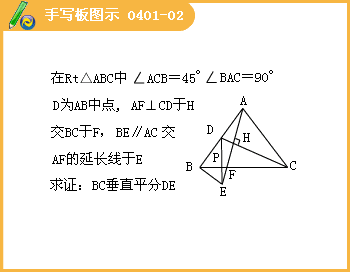 手写板图示 0401-02
在Rt△ABC中 ∠ACB＝45° ∠BAC＝90°
D为AB中点, AF⊥CD于H
交BC于F, BE∥AC 交
AF的延长线于E
求证：BC垂直平分DE
A
D
H
P
B
F
C
E